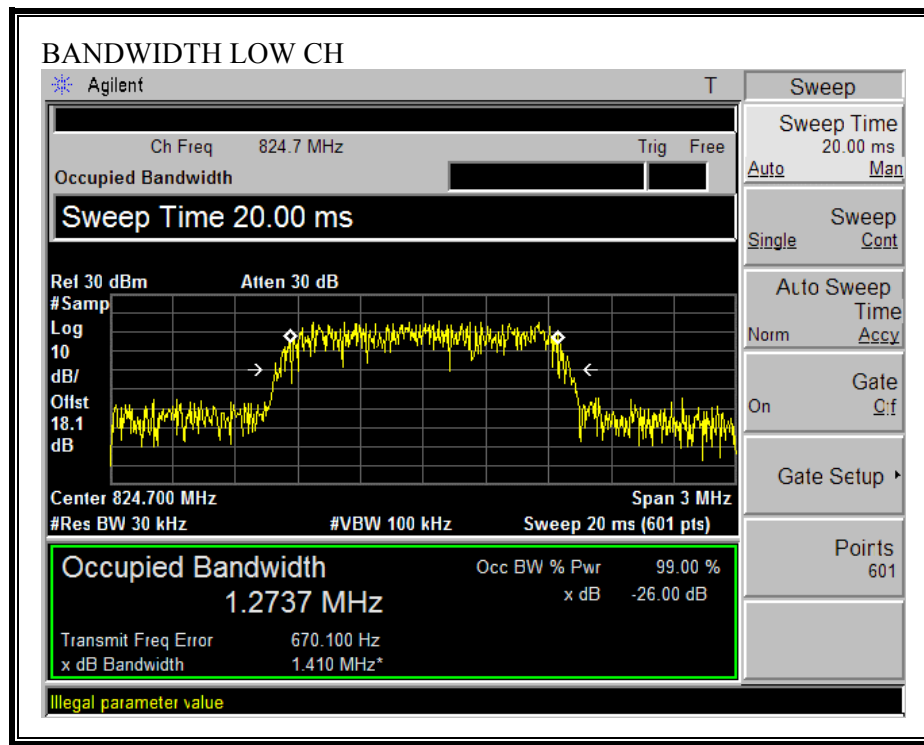 BANDWIDTH LOW CH
Agilent T
Ch Freq 824.7 MHz Trig Free
Occupied Bandwidth
Sweep Time 20.00 ms
Ref 30 dBm Atten 30 dB
#Samp
Log
10
dB/
Offst
18.1
dB
Center 824.700 MHz Span 3 MHz
#Res BW 30 kHz #VBW 100 kHz Sweep 20 ms (601 pts)
Occupied Bandwidth
1.2737 MHz
Occ BW % Pwr 99.00 %
x dB -26.00 dB
Transmit Freq Error 670.100 Hz
x dB Bandwidth 1.410 MHz*
Illegal parameter value
Sweep
Sweep Time
20.00 ms
Auto Man
Sweep
Single Cont
Auto Sweep
Time
Norm Accy
Gate
On Off
Gate Setup
Points
601